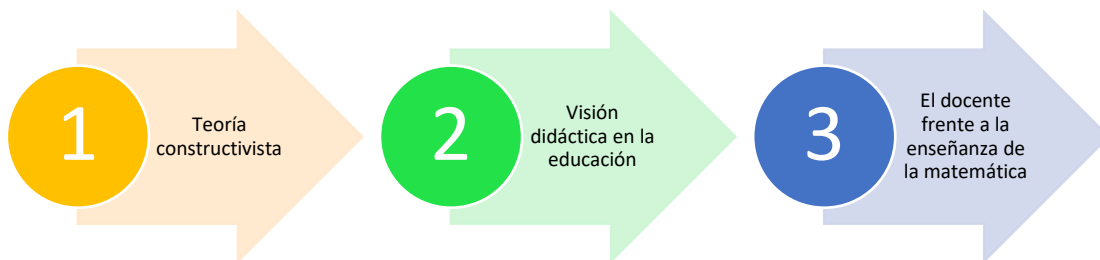 1
Teoría
constructivista
2
Visión
didáctica en la
educación
3
El docente
frente a la
enseñanza de
la matemática